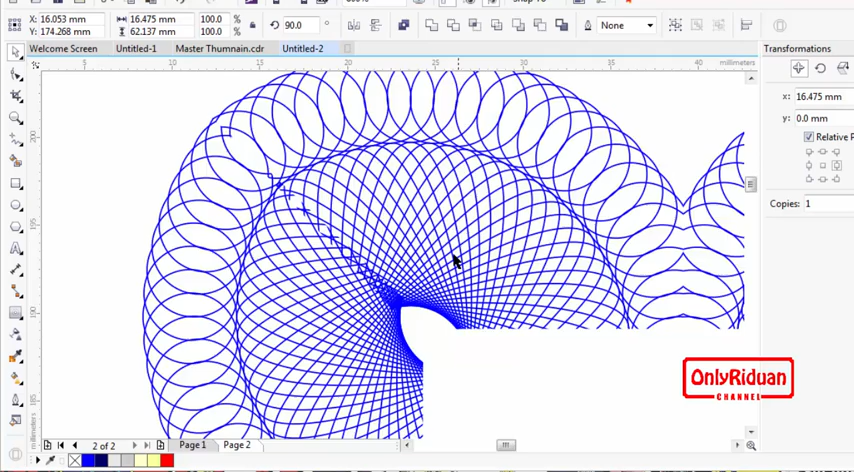 X: 16.053 mm
Y: 174.268 mm
16.475 mm
62.137 mm
100.0 %
100.0 %
90.0 °
None
Welcome Screen
Untitled-1
Master Thumnain.cdr
Untitled-2
5 10 15 20 25 30 35 40 millimeters
200
195
100
185
millimeters
Transformations
x: 16.475 mm
y: 0.0 mm
Relative P
Copies: 1
OnlyRiduan
CHANNEL
2 of 2
Page 1
Page 2